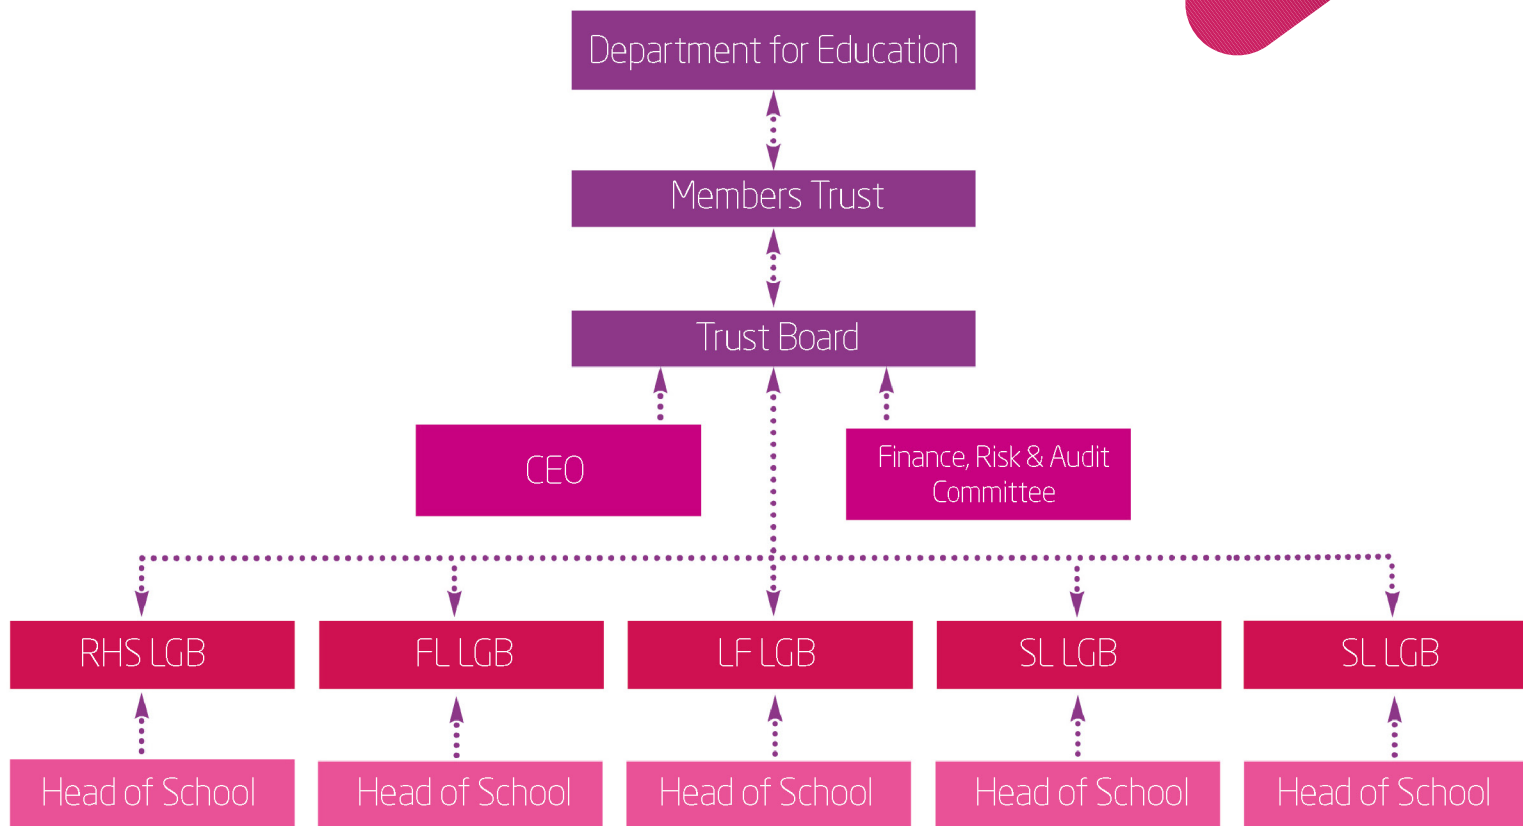 Department for Education
Members Trust
Trust Board
CEO
Finance, Risk & Audit
Committee
RHS LGB
FL LGB
LF LGB
SL LGB
SL LGB
Head of School
Head of School
Head of School
Head of School
Head of School